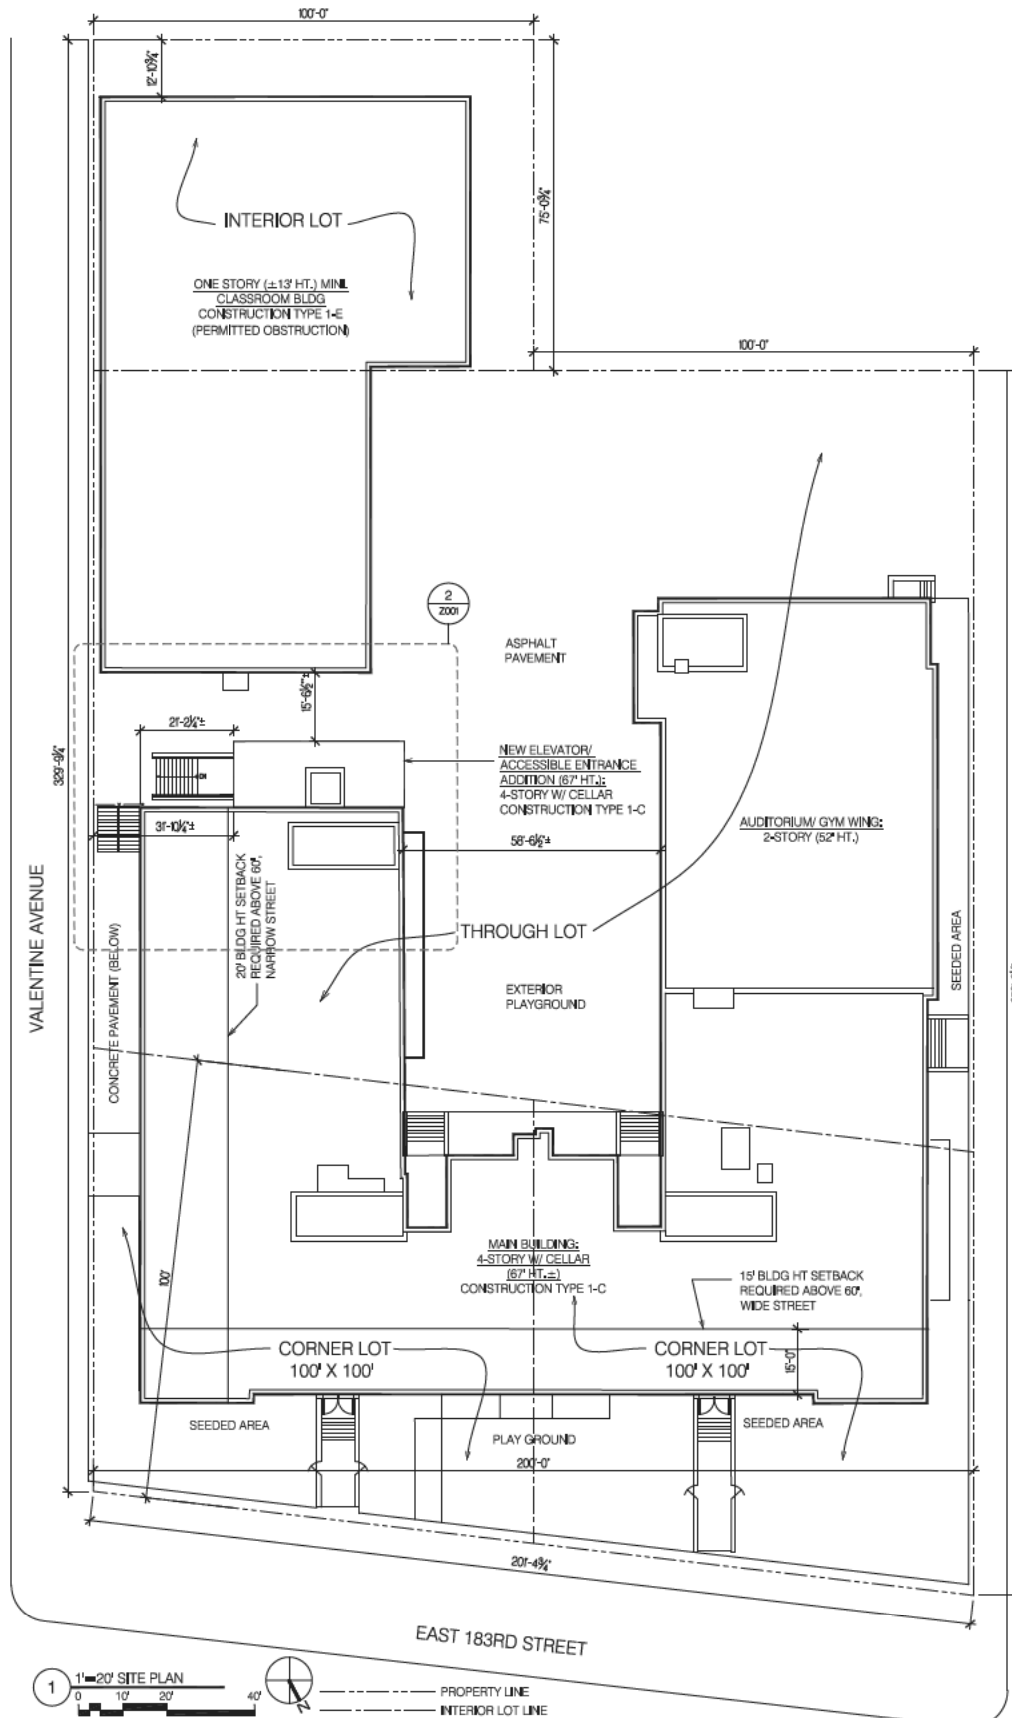 100'-0"
12'-10¾"
INTERIOR LOT
75'-0¾"
ONE STORY (±13' HT.) MINI
CLASSROOM BLDG
CONSTRUCTION TYPE 1-E
(PERMITTED OBSTRUCTION)
100'-0"
2
Z001
ASPHALT
PAVEMENT
15'-6½"±
21'-2¼"±
329'-9¼"
DN
NEW ELEVATOR/
ACCESSIBLE ENTRANCE
ADDITION (67' HT.):
4-STORY W/ CELLAR
CONSTRUCTION TYPE 1-C
31'-10¼"±
58'-6½"±
AUDITORIUM/ GYM WING:
2-STORY (52' HT.)
VALENTINE AVENUE
20' BLDG HT SETBACK
REQUIRED ABOVE 60',
NARROW STREET
THROUGH LOT
SEEDED AREA
CONCRETE PAVEMENT (BELOW)
EXTERIOR
PLAYGROUND
100'
MAIN BUILDING:
4-STORY W/ CELLAR
(67' HT.±)
CONSTRUCTION TYPE 1-C
15' BLDG HT SETBACK
REQUIRED ABOVE 60',
WIDE STREET
CORNER LOT
100' X 100'
CORNER LOT
100' X 100'
15'-0"
SEEDED AREA
PLAY GROUND
SEEDED AREA
200'-0"
201'-4¾"
EAST 183RD STREET
1
1"=20' SITE PLAN
0 10' 20' 40'
N
PROPERTY LINE
INTERIOR LOT LINE